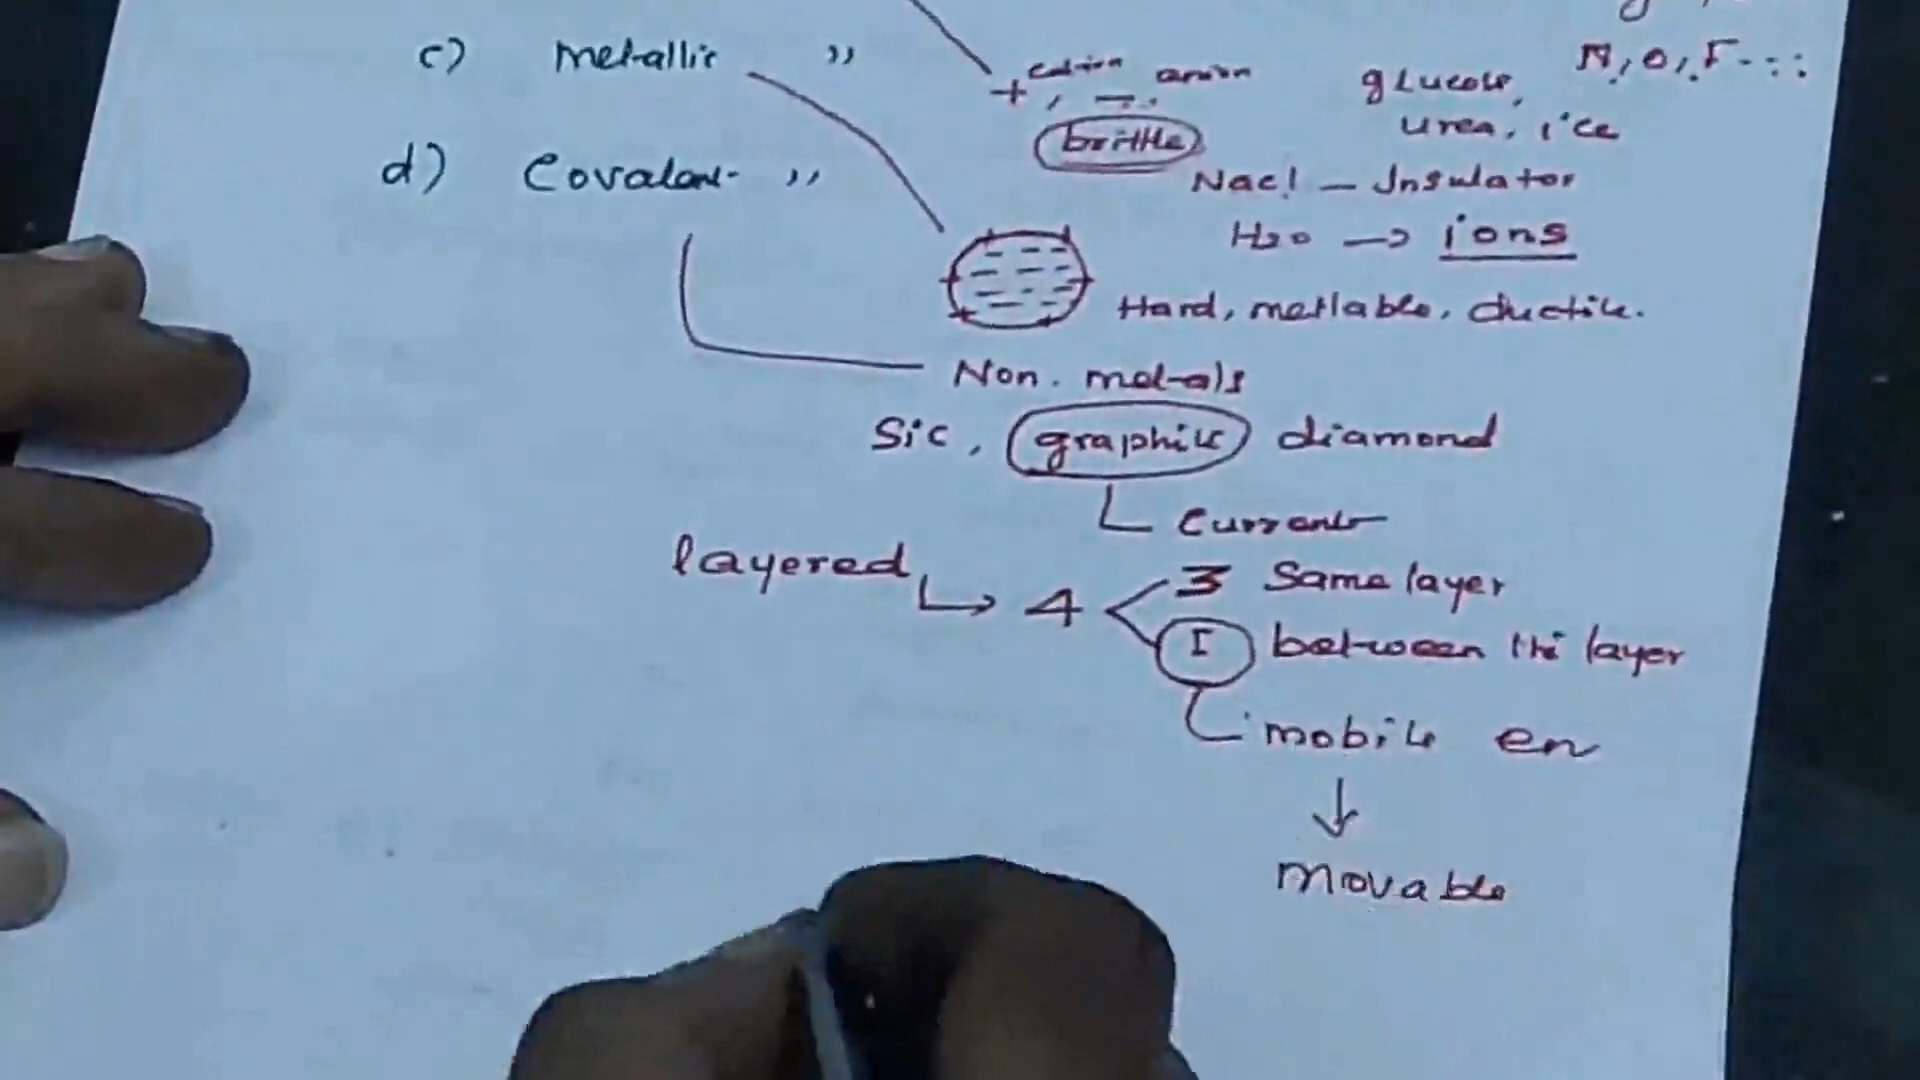 N, O, F - - :
c) Metallic ,,
cation anion
+, -,
glucose,
urea, ice
brittle
d) Covalent ,,
Nacl — Insulator
H2O → ions
Hard, metlable, ductile.
Non. metals
Sic, graphite diamond
Current
layered
4
3 Same layer
I between the layer
mobile en
↓
Movable